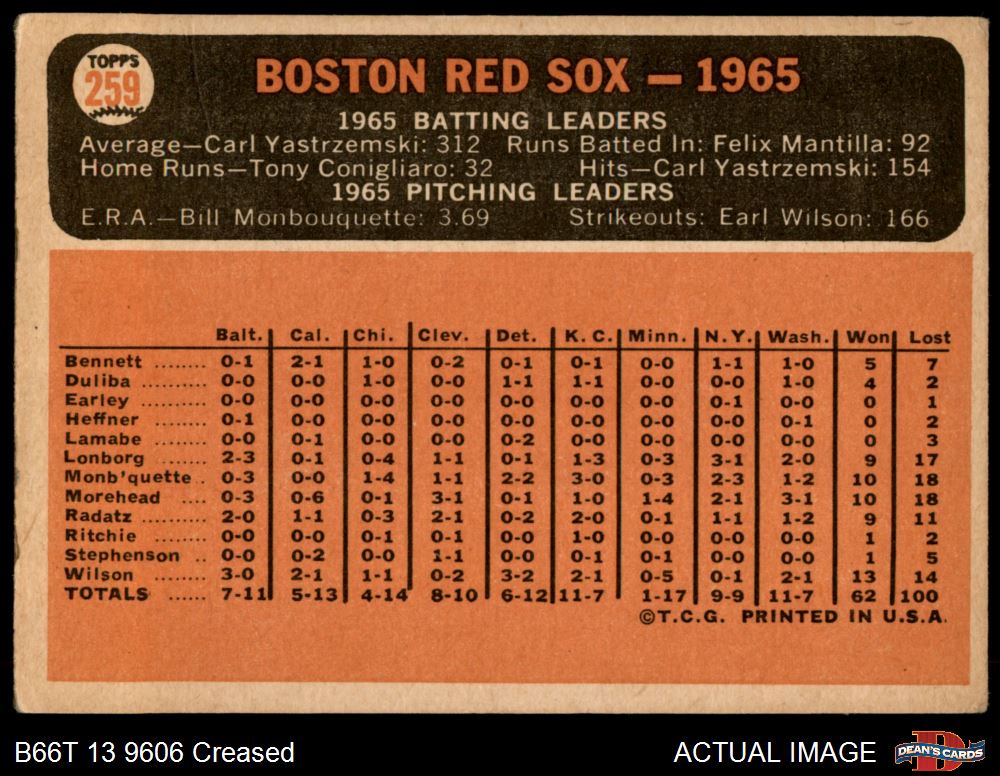 TOPPS
259
BOSTON RED SOX — 1965
1965 BATTING LEADERS
Average—Carl Yastrzemski: 312 Runs Batted In: Felix Mantilla: 92
Home Runs—Tony Conigliaro: 32 Hits—Carl Yastrzemski: 154
1965 PITCHING LEADERS
E.R.A.—Bill Monbouquette: 3.69 Strikeouts: Earl Wilson: 166
Balt. Cal. Chi. Clev. Det. K. C. Minn. N.Y. Wash. Won Lost
Bennett ........ 0-1 2-1 1-0 0-2 0-1 0-1 0-0 1-1 1-0 5 7
Duliba ......... 0-0 0-0 1-0 0-0 1-1 1-1 0-0 0-0 1-0 4 2
Earley .......... 0-0 0-0 0-0 0-0 0-0 0-0 0-0 0-1 0-0 0 1
Heffner ........ 0-1 0-0 0-0 0-0 0-0 0-0 0-0 0-0 0-1 0 2
Lamabe ........ 0-0 0-1 0-0 0-0 0-2 0-0 0-0 0-0 0-0 0 3
Lonborg ....... 2-3 0-1 0-4 1-1 0-1 1-3 0-3 3-1 2-0 9 17
Monb'quette.. 0-3 0-0 1-4 1-1 2-2 3-0 0-3 2-3 1-2 10 18
Morehead .... 0-3 0-6 0-1 3-1 0-1 1-0 1-4 2-1 3-1 10 18
Radatz .......... 2-0 1-1 0-3 2-1 0-2 2-0 0-1 1-1 1-2 9 11
Ritchie .......... 0-0 0-0 0-1 0-1 0-0 1-0 0-0 0-0 0-0 1 2
Stephenson .. 0-0 0-2 0-0 1-1 0-0 0-1 0-1 0-0 0-0 1 5
Wilson ........ 3-0 2-1 1-1 0-2 3-2 2-1 0-5 0-1 2-1 13 14
TOTALS ...... 7-11 5-13 4-14 8-10 6-12 11-7 1-17 9-9 11-7 62 100
©T.C.G. PRINTED IN U.S.A.
B66T 13 9606 Creased
ACTUAL IMAGE
DEAN'S CARDS